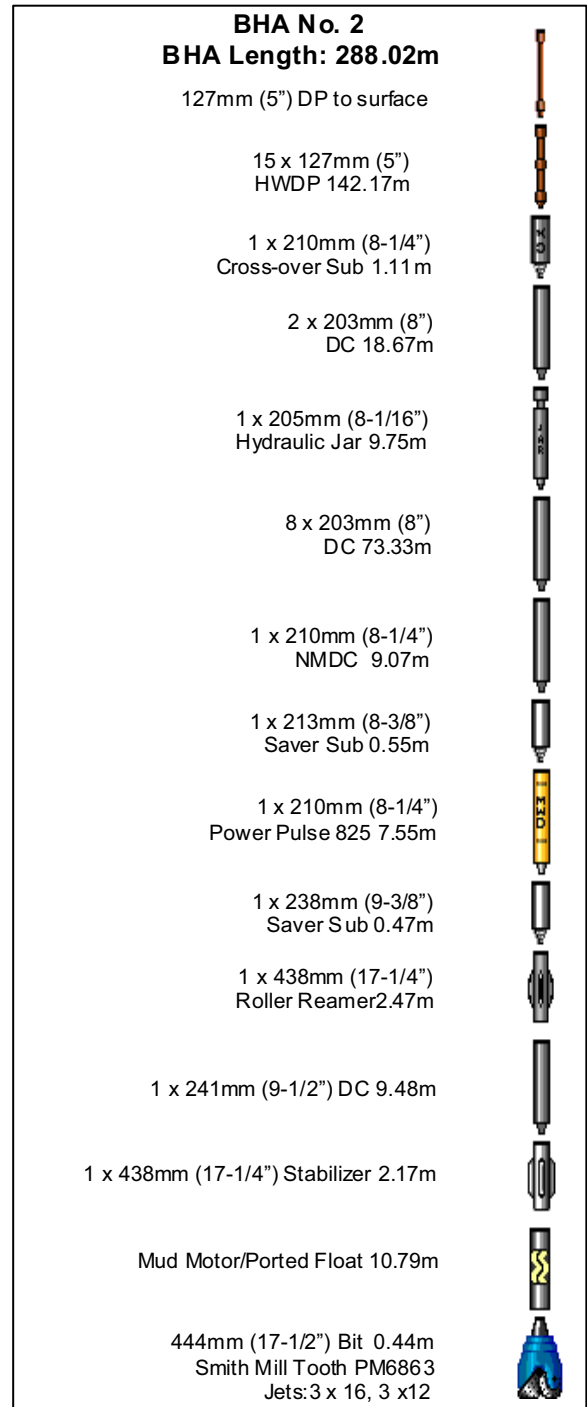 BHA No. 2
BHA Length: 288.02m
127mm (5”) DP to surface
15 x 127mm (5”)
HWDP 142.17m
1 x 210mm (8-1/4”)
Cross-over Sub 1.11m
XO
2 x 203mm (8”)
DC 18.67m
1 x 205mm (8-1/16”)
Hydraulic Jar 9.75m
JAR
8 x 203mm (8”)
DC 73.33m
1 x 210mm (8-1/4”)
NMDC 9.07m
1 x 213mm (8-3/8”)
Saver Sub 0.55m
1 x 210mm (8-1/4”)
Power Pulse 825 7.55m
MWD
1 x 238mm (9-3/8”)
Saver Sub 0.47m
1 x 438mm (17-1/4”)
Roller Reamer2.47m
1 x 241mm (9-1/2”) DC 9.48m
1 x 438mm (17-1/4”) Stabilizer 2.17m
Mud Motor/Ported Float 10.79m
444mm (17-1/2”) Bit 0.44m
Smith Mill Tooth PM6863
Jets:3 x 16, 3 x12